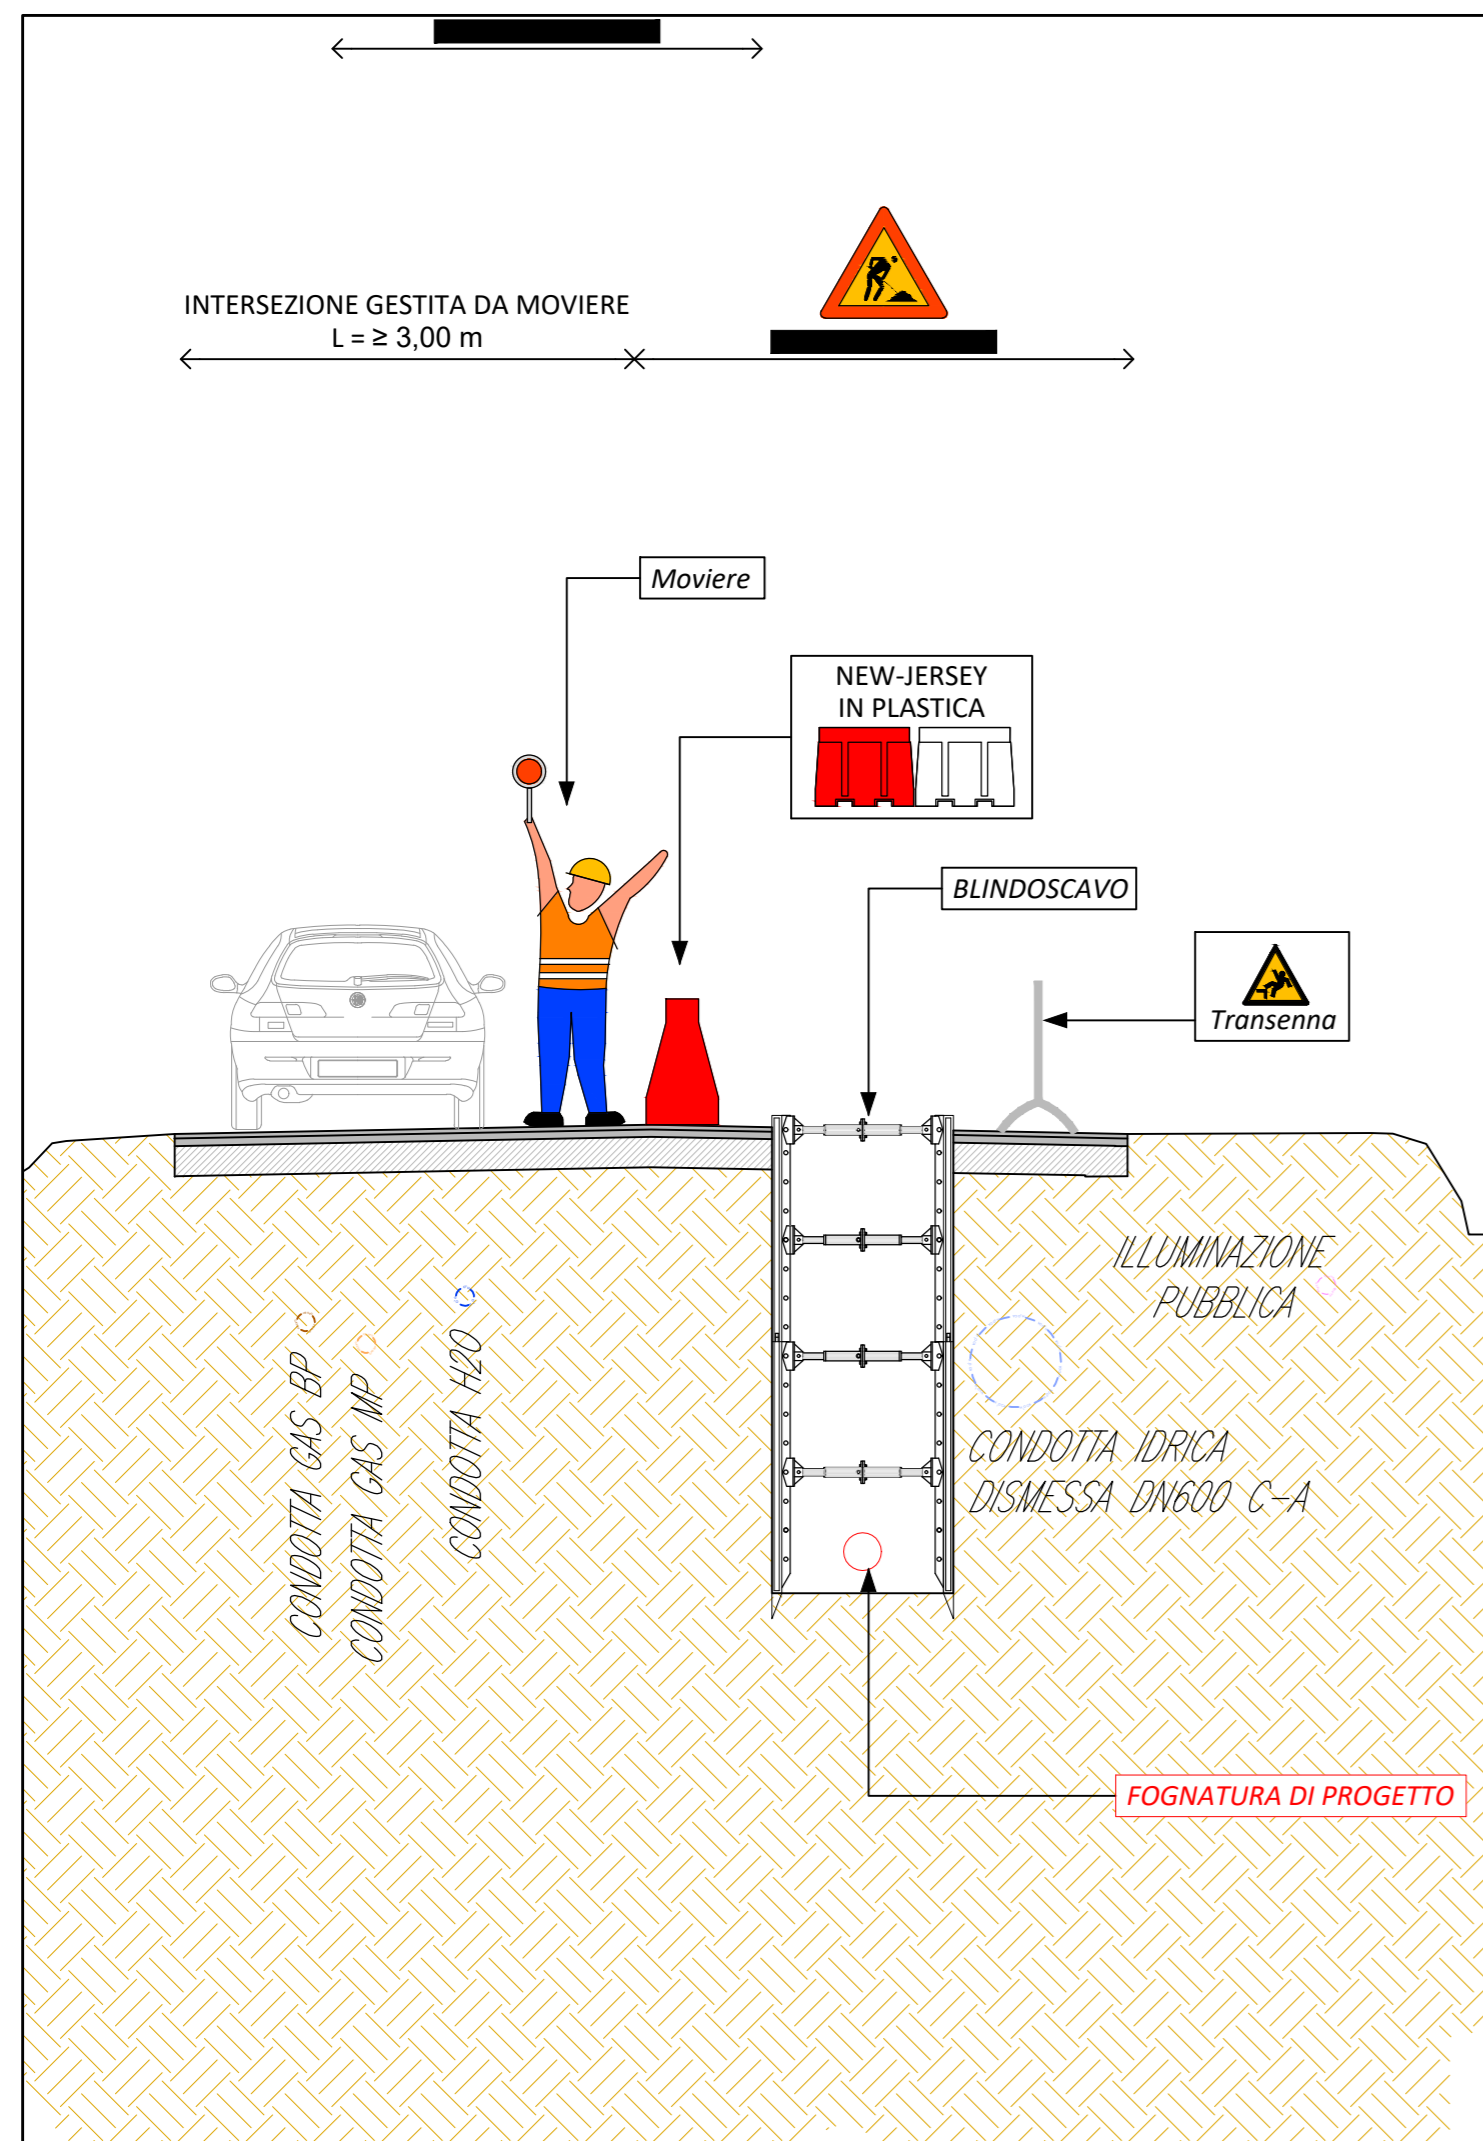 INTERSEZIONE GESTITA DA MOVIERE
L = ≥ 3,00 m
Moviere
NEW-JERSEY
IN PLASTICA
BLINDOSCAVO
Transenna
ILLUMINAZIONE
PUBBLICA
CONDOTTA GAS BP
CONDOTTA GAS MP
CONDOTTA H2O
CONDOTTA IDRICA
DISMESSA DN600 C-A
FOGNATURA DI PROGETTO